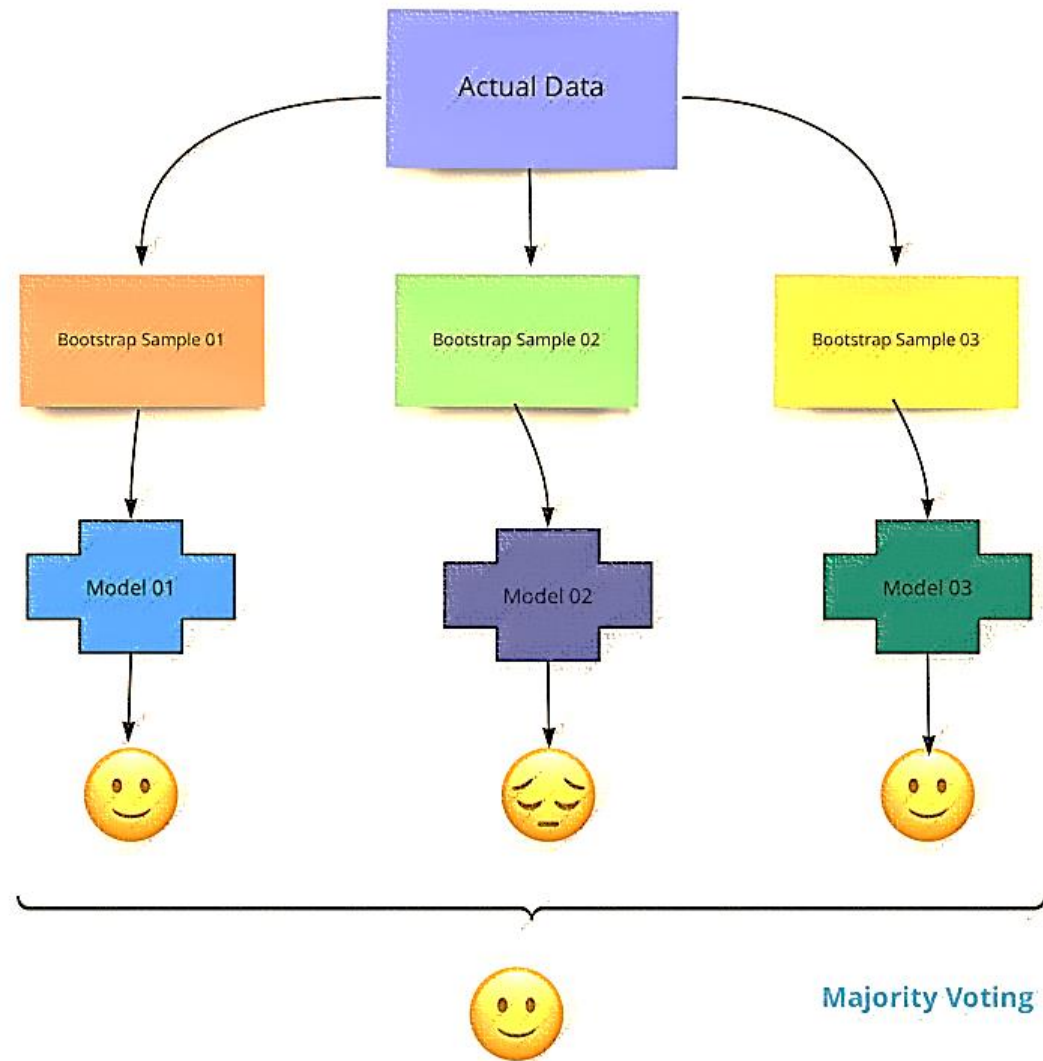 Actual Data
Bootstrap Sample 01
Bootstrap Sample 02
Bootstrap Sample 03
Model 01
Model 02
Model 03
Majority Voting